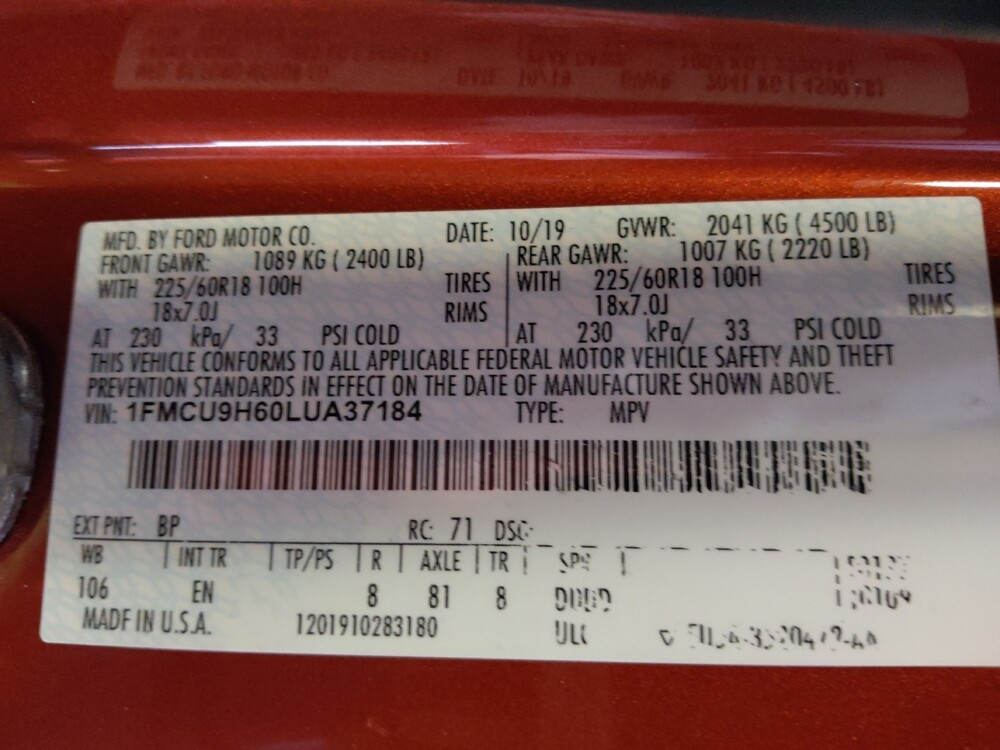 MFD. BY FORD MOTOR CO. DATE: 10/19 GVWR: 2041 KG ( 4500 LB)
FRONT GAWR: 1089 KG ( 2400 LB) REAR GAWR: 1007 KG ( 2220 LB)
WITH 225/60R18 100H TIRES WITH 225/60R18 100H TIRES
18x7.0J RIMS 18x7.0J RIMS
AT 230 kPa/ 33 PSI COLD AT 230 kPa/ 33 PSI COLD
THIS VEHICLE CONFORMS TO ALL APPLICABLE FEDERAL MOTOR VEHICLE SAFETY AND THEFT
PREVENTION STANDARDS IN EFFECT ON THE DATE OF MANUFACTURE SHOWN ABOVE.
VIN: 1FMCU9H60LUA37184 TYPE: MPV
EXT PNT: BP RC: 71 DSO:
WB INT TR TP/PS R AXLE TR
106 EN 8 81 8
MADE IN U.S.A. 1201910283180